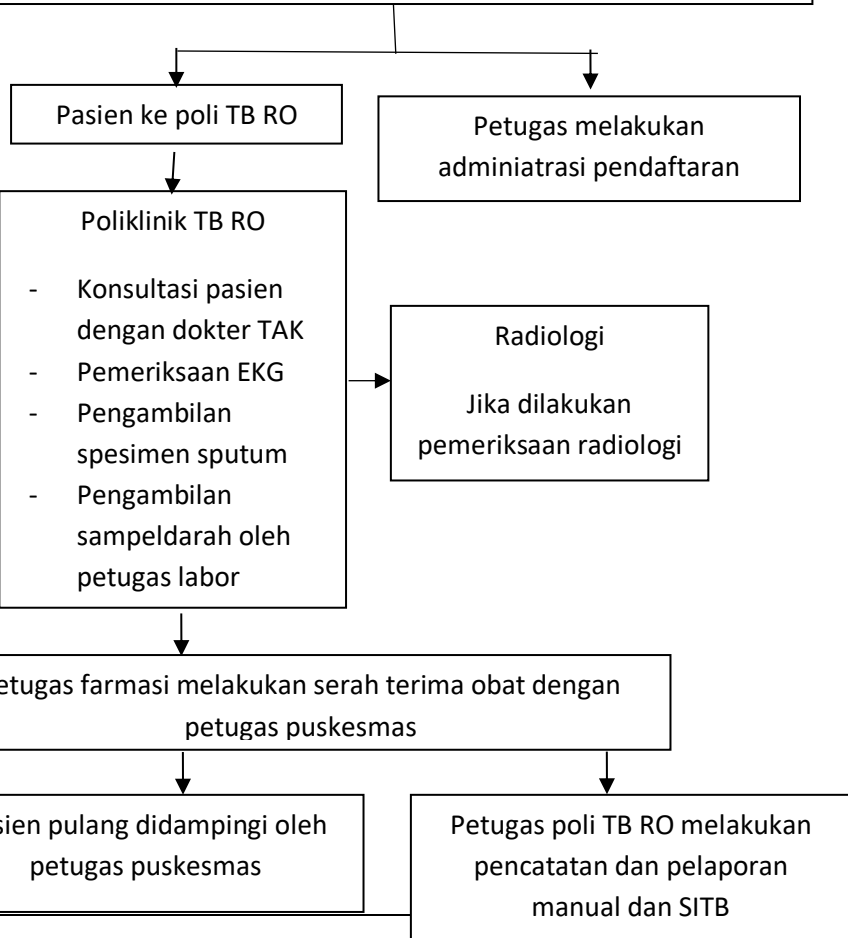 Pasien ke poli TB RO
Petugas melakukan
adminiatrasi pendaftaran
Poliklinik TB RO
- Konsultasi pasien
dengan dokter TAK
- Pemeriksaan EKG
- Pengambilan
spesimen sputum
- Pengambilan
sampeldarah oleh
petugas labor
Radiologi
Jika dilakukan
pemeriksaan radiologi
etugas farmasi melakukan serah terima obat dengan
petugas puskesmas
sien pulang didampingi oleh
petugas puskesmas
Petugas poli TB RO melakukan
pencatatan dan pelaporan
manual dan SITB